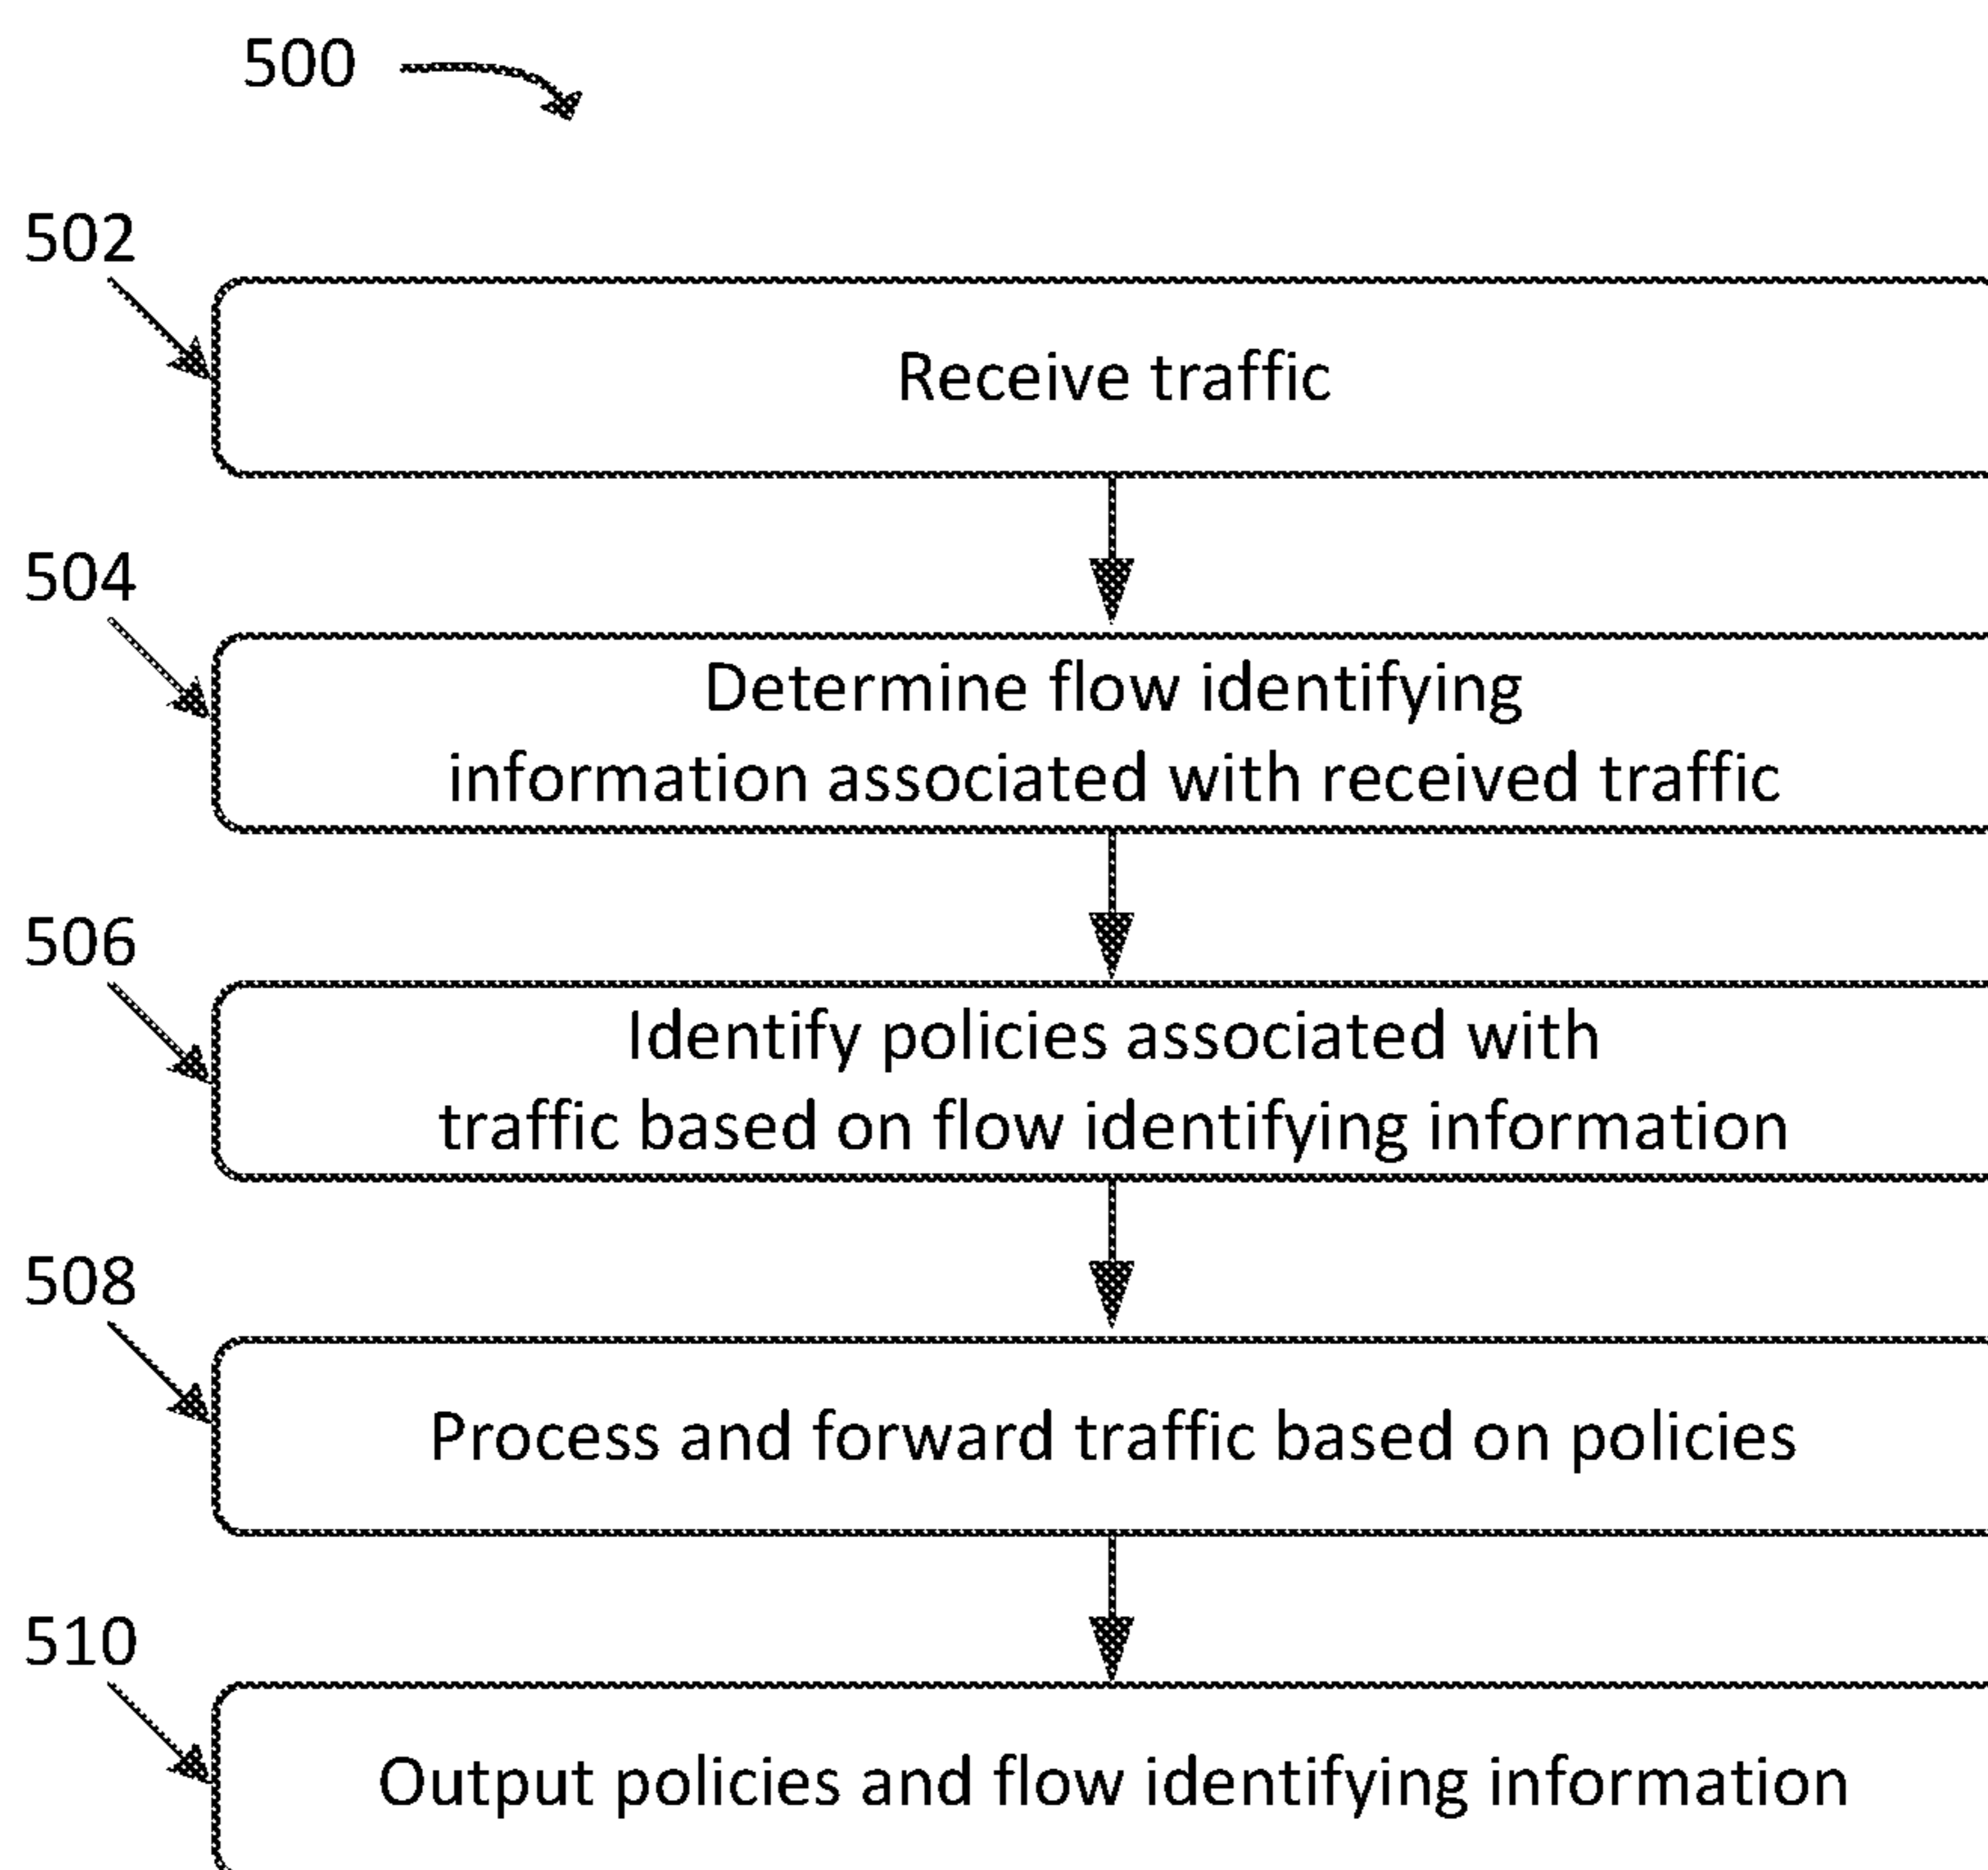 500
502
Receive traffic
504
Determine flow identifying
information associated with received traffic
506
Identify policies associated with
traffic based on flow identifying information
508
Process and forward traffic based on policies
510
Output policies and flow identifying information